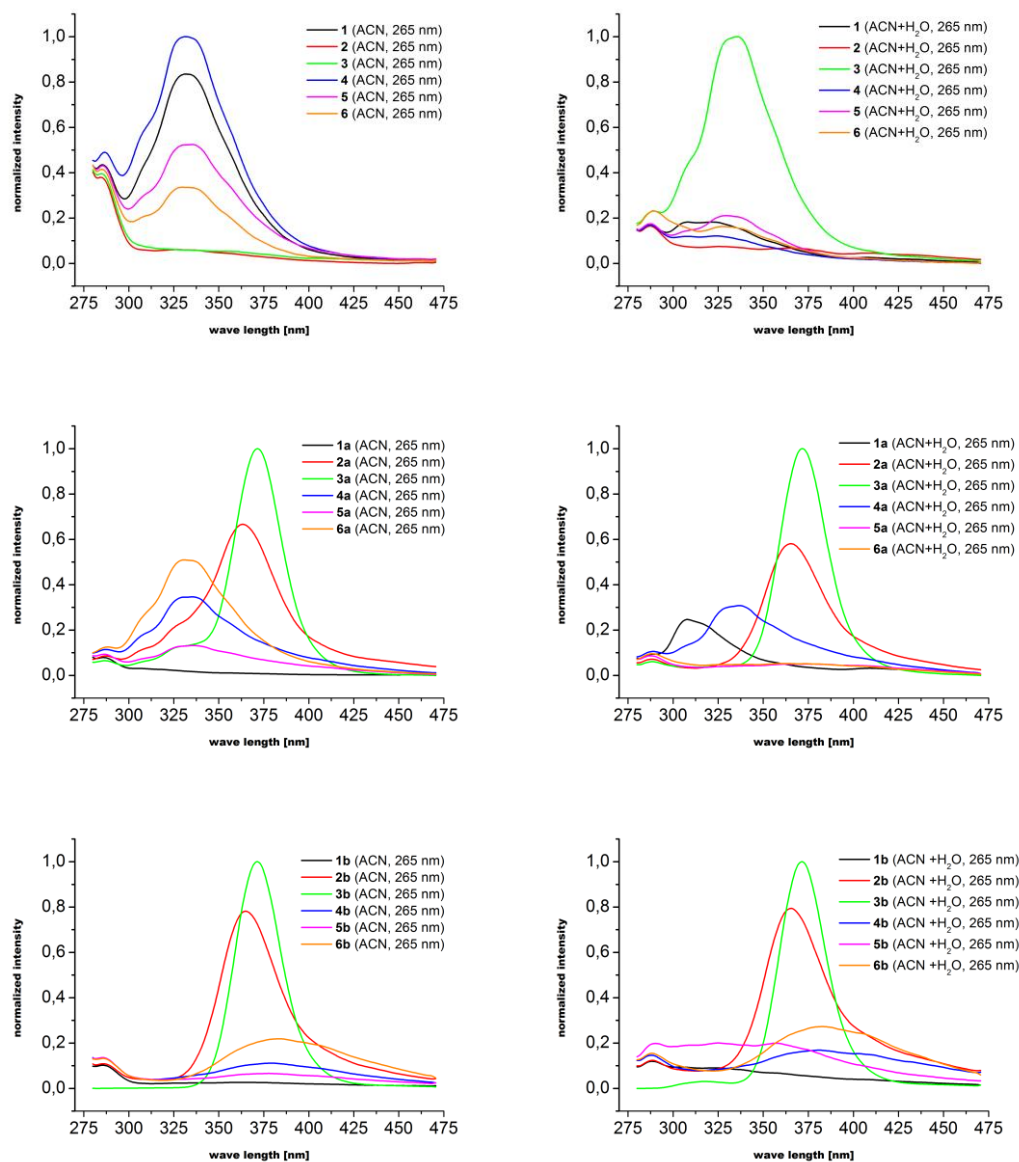 1 (ACN, 265 nm)
2 (ACN, 265 nm)
3 (ACN, 265 nm)
4 (ACN, 265 nm)
5 (ACN, 265 nm)
6 (ACN, 265 nm)
normalized intensity
1,0
0,8
0,6
0,4
0,2
0,0
275 300 325 350 375 400 425 450 475
wave length [nm]
1 (ACN+H₂O, 265 nm)
2 (ACN+H₂O, 265 nm)
3 (ACN+H₂O, 265 nm)
4 (ACN+H₂O, 265 nm)
5 (ACN+H₂O, 265 nm)
6 (ACN+H₂O, 265 nm)
normalized intensity
1,0
0,8
0,6
0,4
0,2
0,0
275 300 325 350 375 400 425 450 475
wave length [nm]
1a (ACN, 265 nm)
2a (ACN, 265 nm)
3a (ACN, 265 nm)
4a (ACN, 265 nm)
5a (ACN, 265 nm)
6a (ACN, 265 nm)
normalized intensity
1,0
0,8
0,6
0,4
0,2
0,0
275 300 325 350 375 400 425 450 475
wave length [nm]
1a (ACN+H₂O, 265 nm)
2a (ACN+H₂O, 265 nm)
3a (ACN+H₂O, 265 nm)
4a (ACN+H₂O, 265 nm)
5a (ACN+H₂O, 265 nm)
6a (ACN+H₂O, 265 nm)
normalized intensity
1,0
0,8
0,6
0,4
0,2
0,0
275 300 325 350 375 400 425 450 475
wave length [nm]
1b (ACN, 265 nm)
2b (ACN, 265 nm)
3b (ACN, 265 nm)
4b (ACN, 265 nm)
5b (ACN, 265 nm)
6b (ACN, 265 nm)
normalized intensity
1,0
0,8
0,6
0,4
0,2
0,0
275 300 325 350 375 400 425 450 475
wave length [nm]
1b (ACN +H₂O, 265 nm)
2b (ACN +H₂O, 265 nm)
3b (ACN +H₂O, 265 nm)
4b (ACN +H₂O, 265 nm)
5b (ACN +H₂O, 265 nm)
6b (ACN +H₂O, 265 nm)
normalized intensity
1,0
0,8
0,6
0,4
0,2
0,0
275 300 325 350 375 400 425 450 475
wave length [nm]